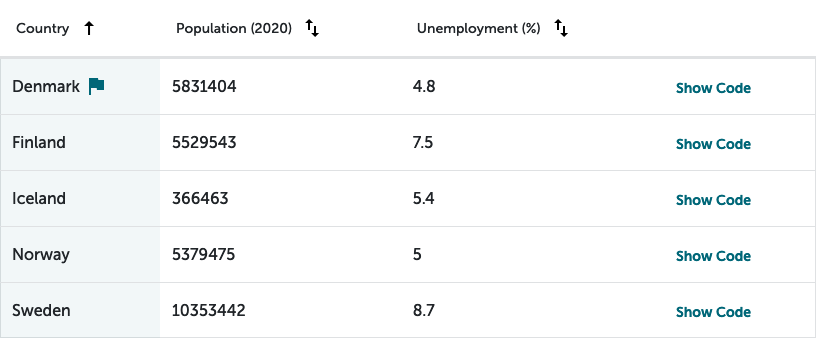 Country Population (2020) Unemployment (%)
Denmark 5831404 4.8 Show Code
Finland 5529543 7.5 Show Code
Iceland 366463 5.4 Show Code
Norway 5379475 5 Show Code
Sweden 10353442 8.7 Show Code